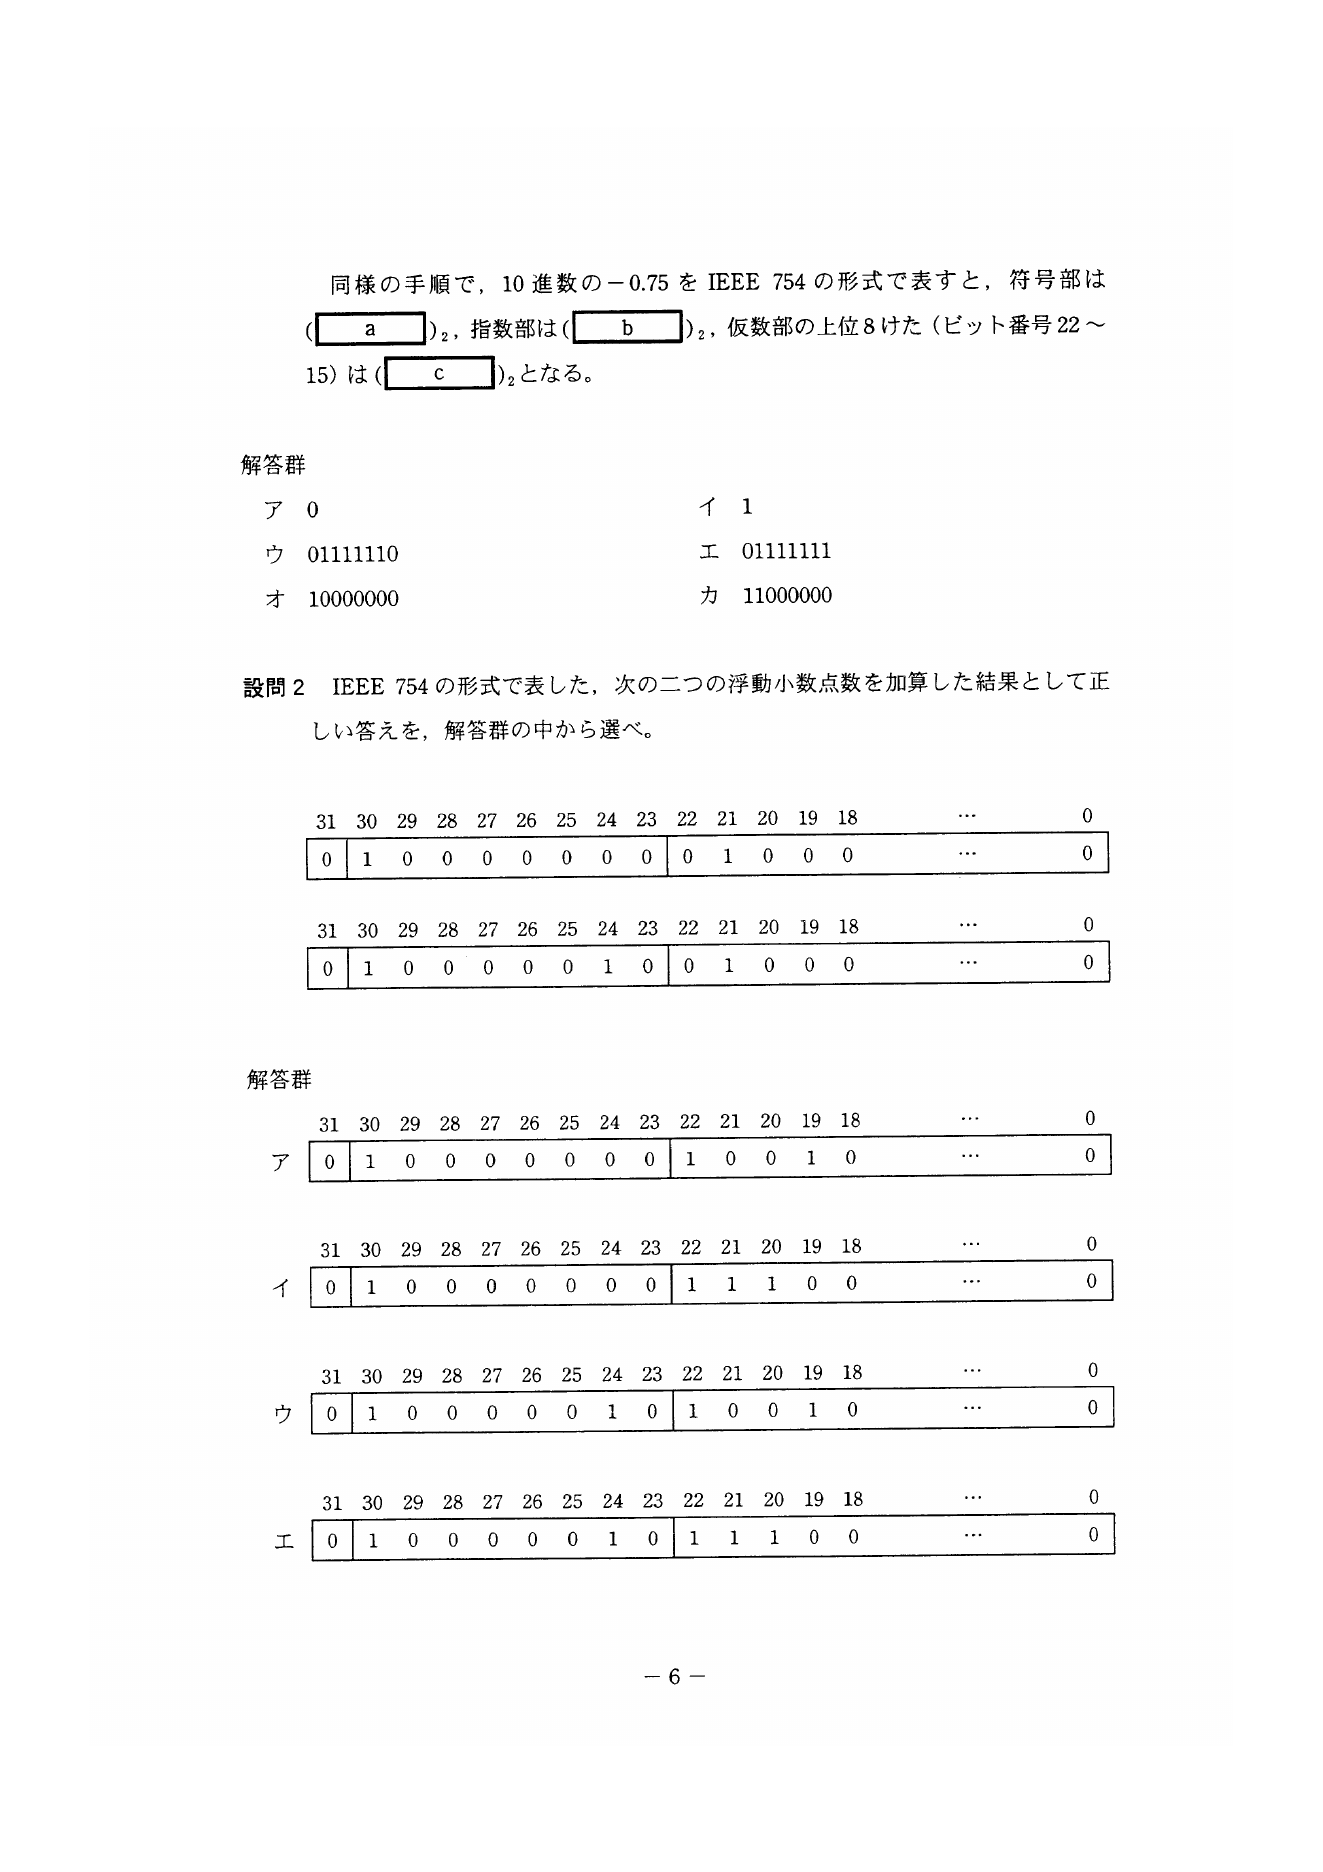 同様の手順で，10 進数の－0.75 を IEEE 754 の形式で表すと，符号部は
( a )₂，指数部は( b )₂，仮数部の上位8けた（ビット番号 22 ～
15）は ( c )₂となる。
解答群
ア 0 イ 1
ウ 01111110 エ 01111111
オ 10000000 カ 11000000
設問 2 IEEE 754 の形式で表した，次の二つの浮動小数点数を加算した結果として正
しい答えを，解答群の中から選べ。
31 30 29 28 27 26 25 24 23 22 21 20 19 18 … 0
0 1 0 0 0 0 0 0 0 0 1 0 0 0 … 0
31 30 29 28 27 26 25 24 23 22 21 20 19 18 … 0
0 1 0 0 0 0 0 1 0 0 1 0 0 0 … 0
解答群
31 30 29 28 27 26 25 24 23 22 21 20 19 18 … 0
ア 0 1 0 0 0 0 0 0 0 1 0 0 1 0 … 0
31 30 29 28 27 26 25 24 23 22 21 20 19 18 … 0
イ 0 1 0 0 0 0 0 0 0 1 1 1 0 0 … 0
31 30 29 28 27 26 25 24 23 22 21 20 19 18 … 0
ウ 0 1 0 0 0 0 0 1 0 1 0 0 1 0 … 0
31 30 29 28 27 26 25 24 23 22 21 20 19 18 … 0
エ 0 1 0 0 0 0 0 1 0 1 1 1 0 0 … 0
－ 6 －